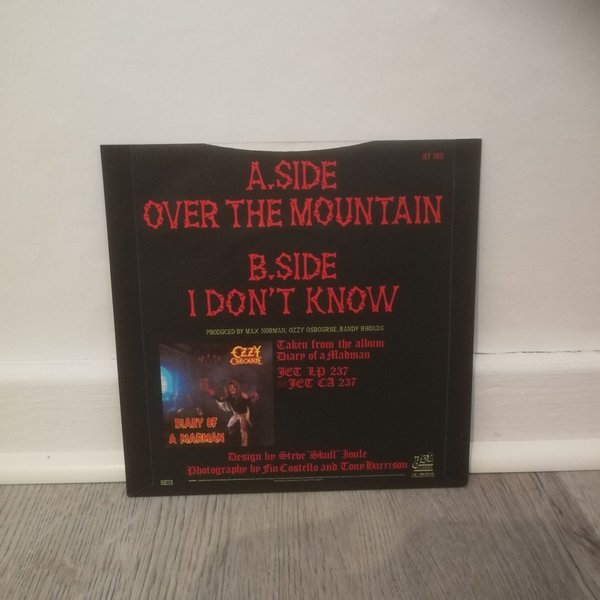 A.SIDE
OVER THE MOUNTAIN
B.SIDE
I DON'T KNOW
PRODUCED BY MAX NORMAN, OZZY OSBOURNE, RANDY RHOADS
OZZY
OSBOURNE
DIARY OF
A MADMAN
Taken from the album
Diary of a Madman
JET LP 237
JET CA 237
Design by Steve "Skull" Joule
Photography by Fin Costello and Tony Harrison